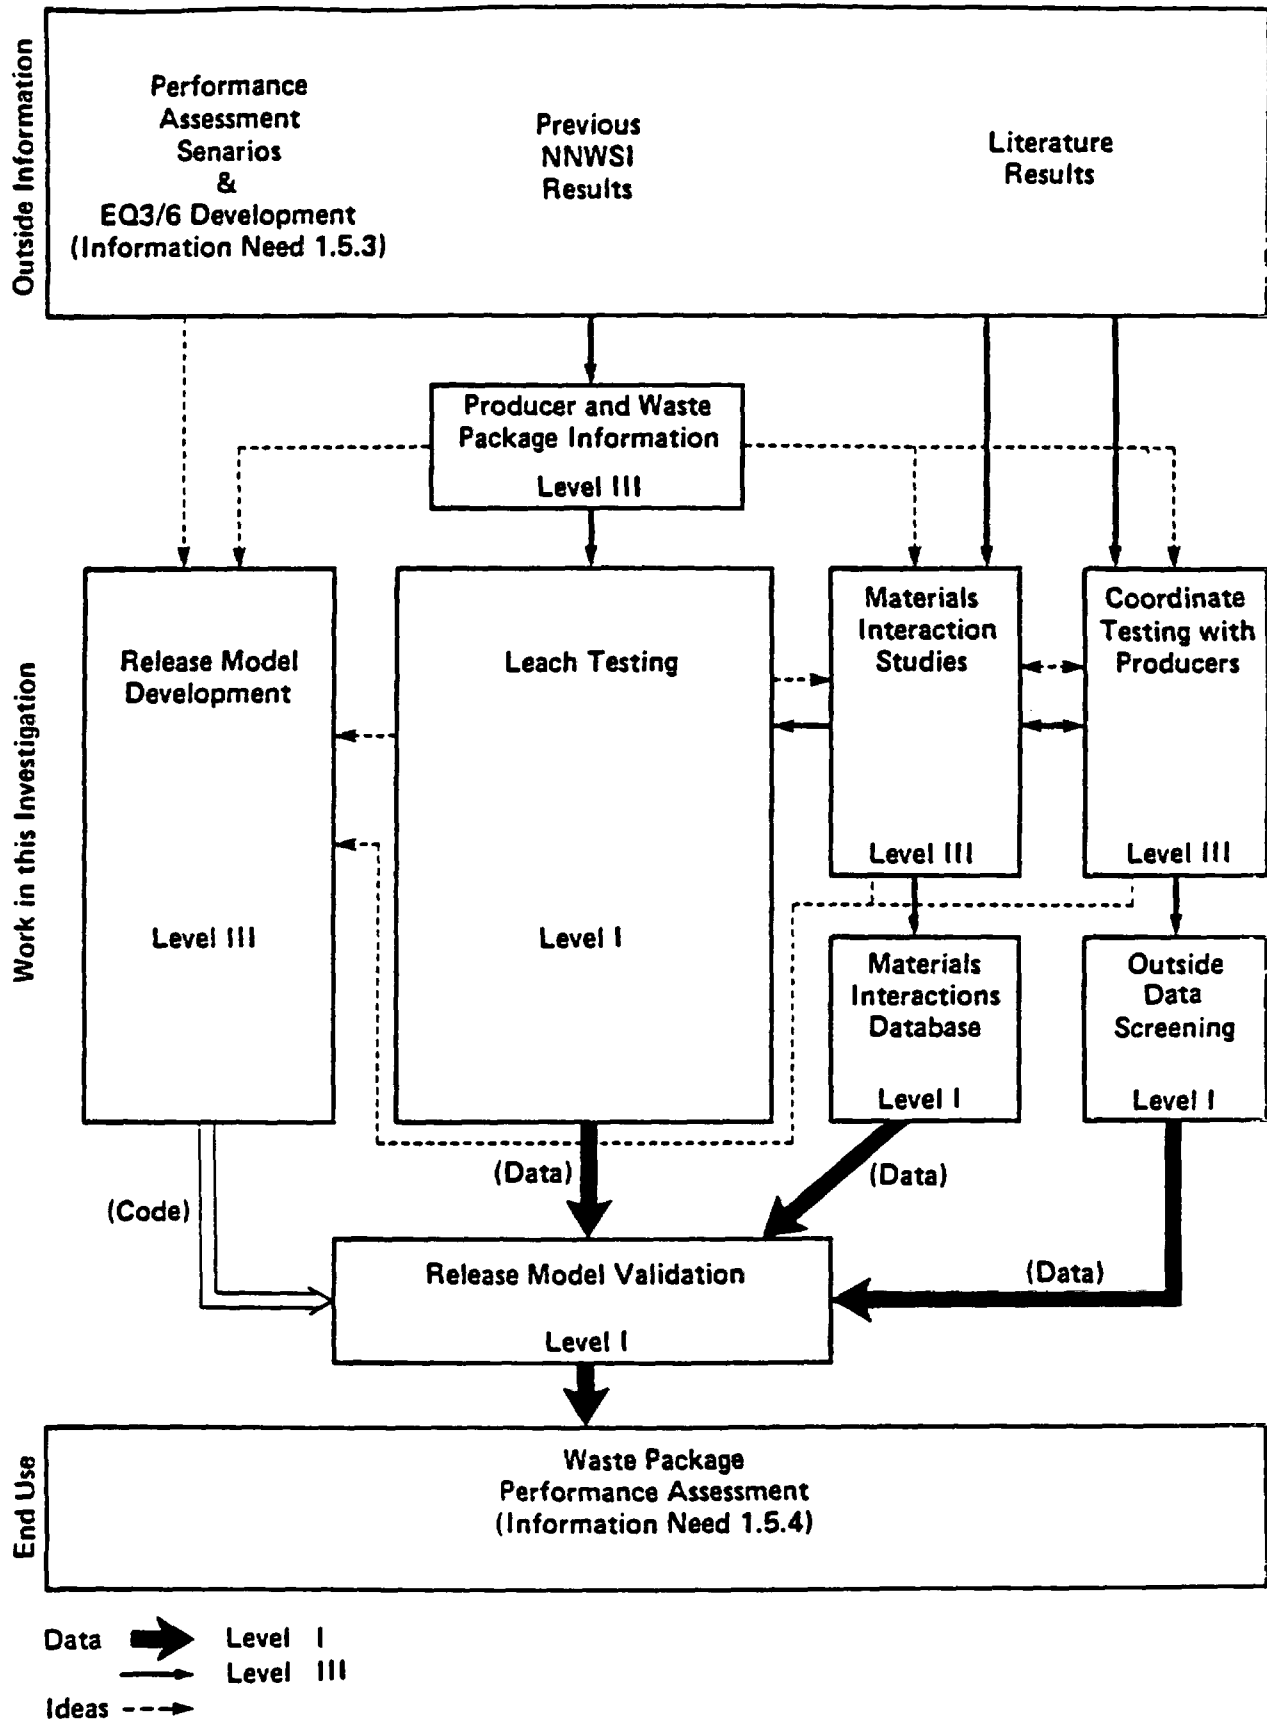 Outside Information
Performance
Assessment
Senarios
&
EQ3/6 Development
(Information Need 1.5.3)
Previous
NNWSI
Results
Literature
Results
Producer and Waste
Package Information
Level III
Work in this Investigation
Release Model
Development
Level III
Leach Testing
Level I
Materials
Interaction
Studies
Level III
Coordinate
Testing with
Producers
Level III
Materials
Interactions
Database
Level I
Outside
Data
Screening
Level I
(Code)
(Data)
(Data)
(Data)
Release Model Validation
Level I
End Use
Waste Package
Performance Assessment
(Information Need 1.5.4)
Data Level I
Level III
Ideas